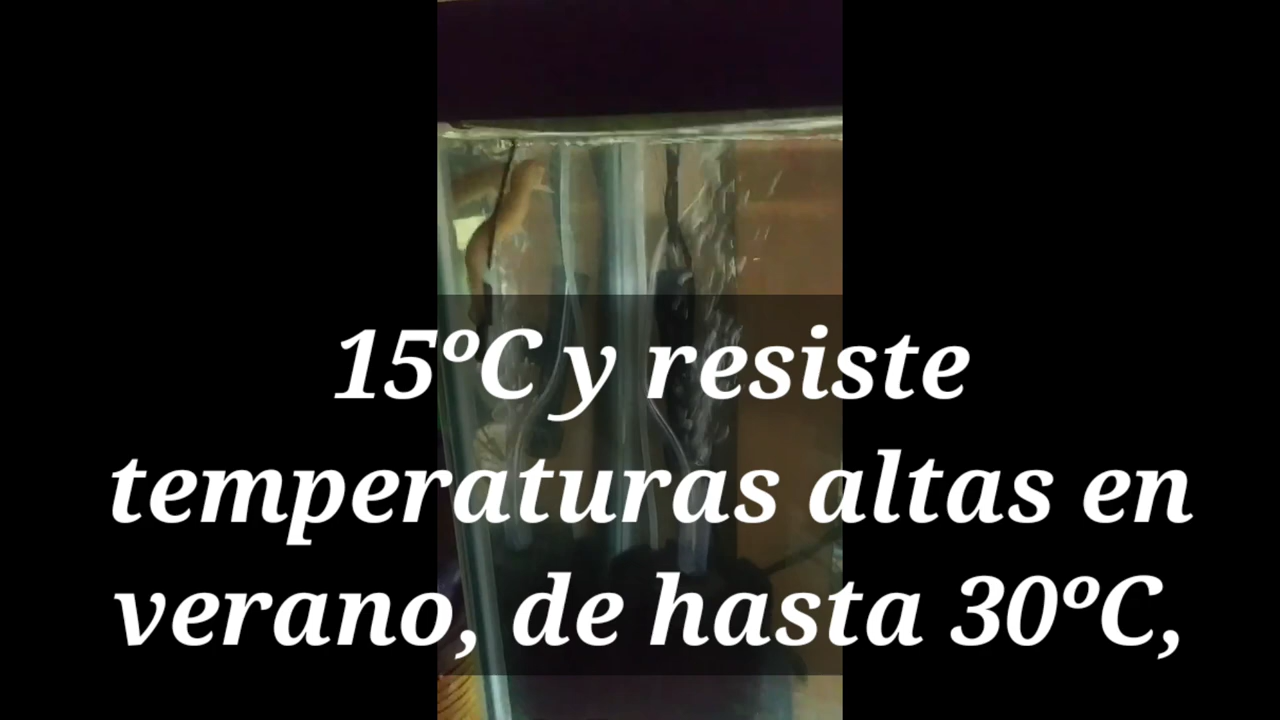 15ºC y resiste
temperaturas altas en
verano, de hasta 30ºC,